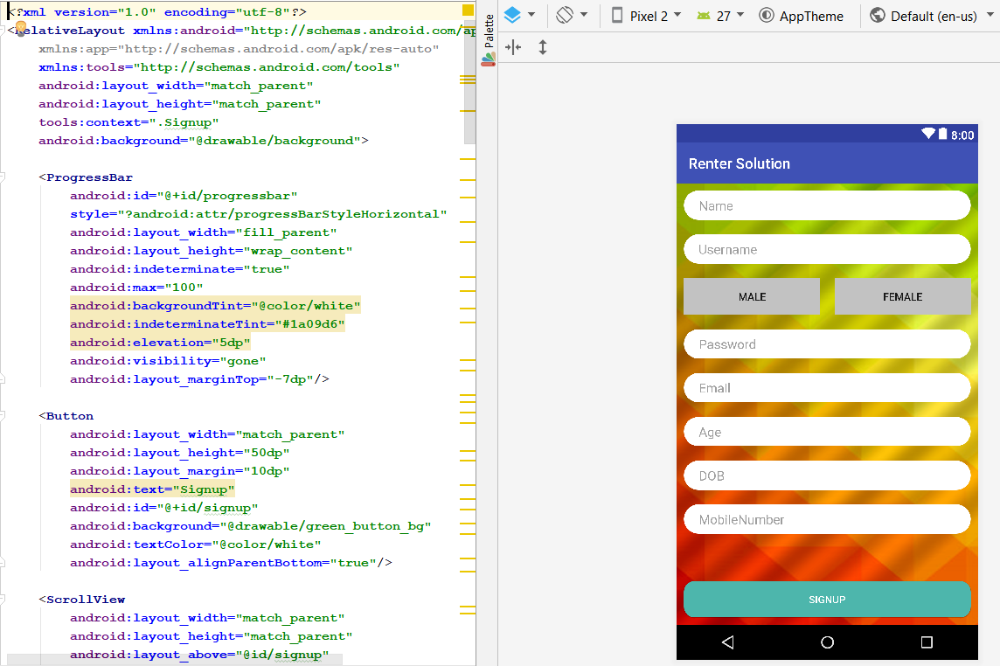 <?xml version="1.0" encoding="utf-8"?>
<RelativeLayout xmlns:android="http://schemas.android.com/ap
xmlns:app="http://schemas.android.com/apk/res-auto"
xmlns:tools="http://schemas.android.com/tools"
android:layout_width="match_parent"
android:layout_height="match_parent"
tools:context=".Signup"
android:background="@drawable/background">
<ProgressBar
android:id="@+id/progressbar"
style="?android:attr/progressBarStyleHorizontal"
android:layout_width="fill_parent"
android:layout_height="wrap_content"
android:indeterminate="true"
android:max="100"
android:backgroundTint="@color/white"
android:indeterminateTint="#1a09d6"
android:elevation="5dp"
android:visibility="gone"
android:layout_marginTop="-7dp"/>
<Button
android:layout_width="match_parent"
android:layout_height="50dp"
android:layout_margin="10dp"
android:text="Signup"
android:id="@+id/signup"
android:background="@drawable/green_button_bg"
android:textColor="@color/white"
android:layout_alignParentBottom="true"/>
<ScrollView
android:layout_width="match_parent"
android:layout_height="match_parent"
android:layout_above="@id/signup"
Palette
Pixel 2 27 AppTheme Default (en-us)
8:00
Renter Solution
Name
Username
MALE FEMALE
Password
Email
Age
DOB
MobileNumber
SIGNUP